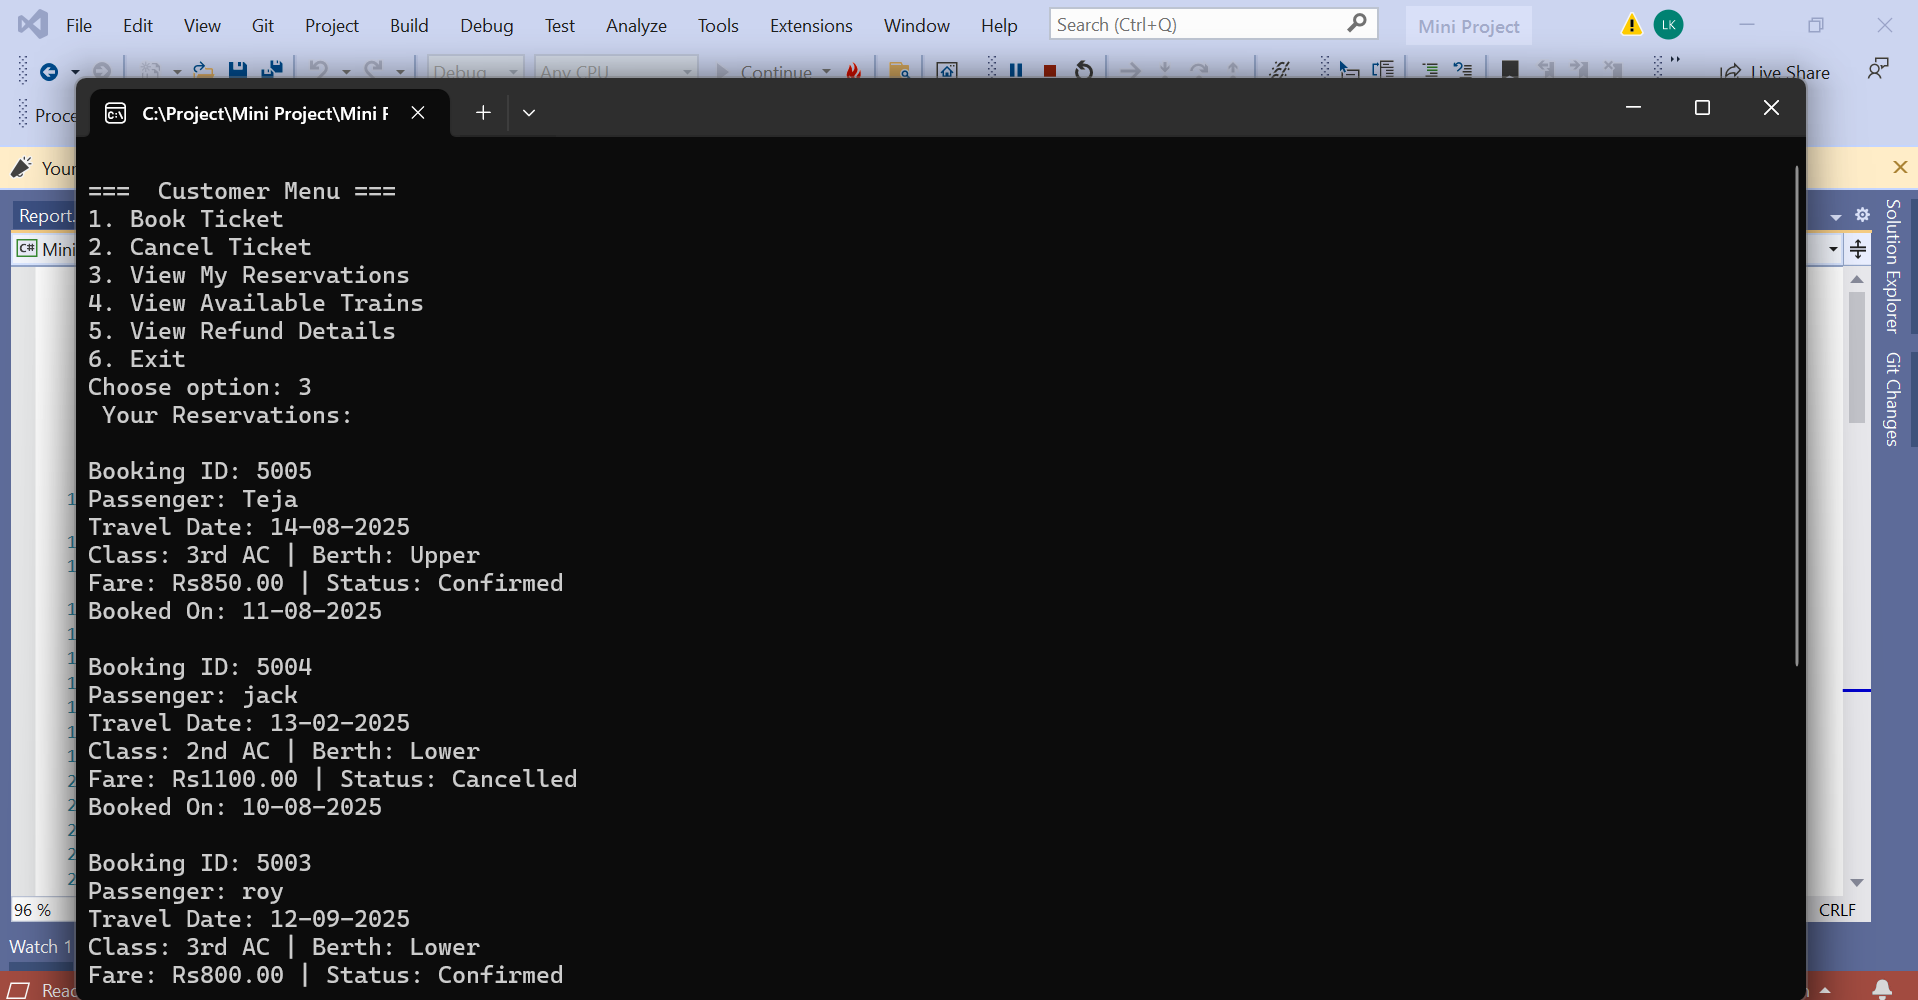 File Edit View Git Project Build Debug Test Analyze Tools Extensions Window Help Search (Ctrl+Q) Mini Project LK
Debug Any CPU Continue Live Share
C:\Project\Mini Project\Mini
Report.
Mini
=== Customer Menu ===
1. Book Ticket
2. Cancel Ticket
3. View My Reservations
4. View Available Trains
5. View Refund Details
6. Exit
Choose option: 3
Your Reservations:
Booking ID: 5005
Passenger: Teja
Travel Date: 14-08-2025
Class: 3rd AC | Berth: Upper
Fare: Rs850.00 | Status: Confirmed
Booked On: 11-08-2025
Booking ID: 5004
Passenger: jack
Travel Date: 13-02-2025
Class: 2nd AC | Berth: Lower
Fare: Rs1100.00 | Status: Cancelled
Booked On: 10-08-2025
Booking ID: 5003
Passenger: roy
Travel Date: 12-09-2025
Class: 3rd AC | Berth: Lower
Fare: Rs800.00 | Status: Confirmed
Solution Explorer
Git Changes
96 %
CRLF
Watch 1